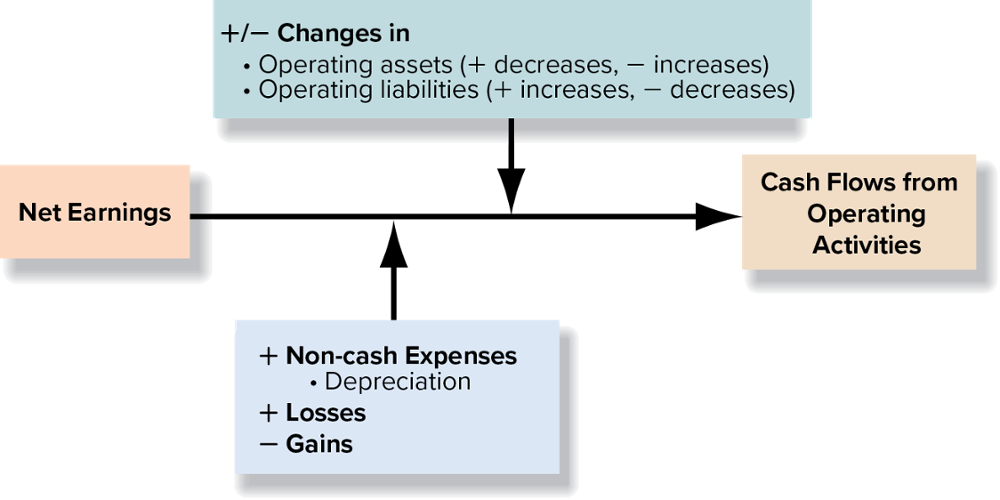 +/− Changes in
• Operating assets (+ decreases, − increases)
• Operating liabilities (+ increases, − decreases)
Net Earnings
Cash Flows from
Operating
Activities
+ Non-cash Expenses
• Depreciation
+ Losses
− Gains